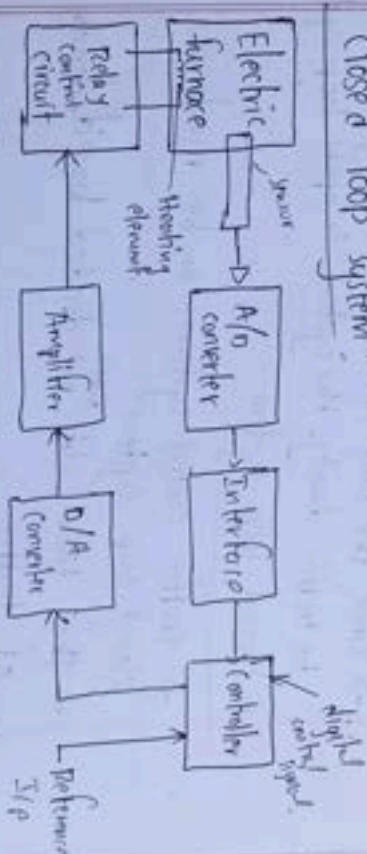 Closed loop system
Electric
furnace
sensor
Heating
element
A/D
converter
Interface
Controller
digital
control
signal
Reference
I/p
D/A
Converter
Amplifier
Relay
control
circuit